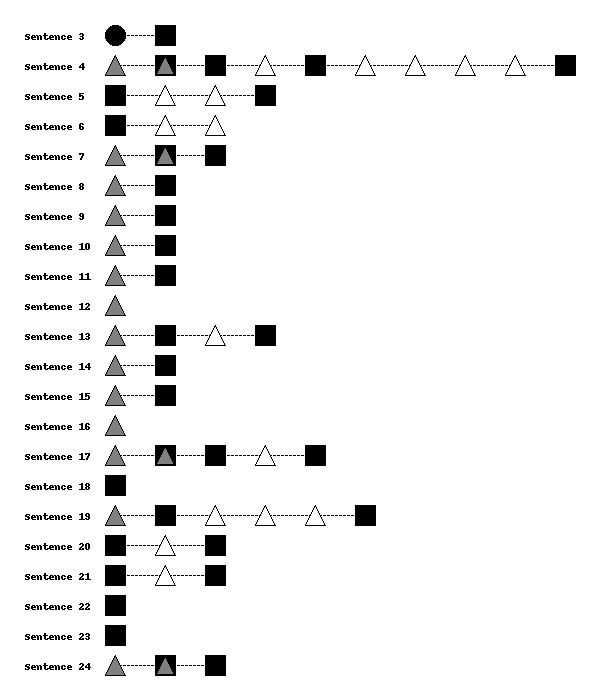 Sentence 3
Sentence 4
Sentence 5
Sentence 6
Sentence 7
Sentence 8
Sentence 9
Sentence 10
Sentence 11
Sentence 12
Sentence 13
Sentence 14
Sentence 15
Sentence 16
Sentence 17
Sentence 18
Sentence 19
Sentence 20
Sentence 21
Sentence 22
Sentence 23
Sentence 24